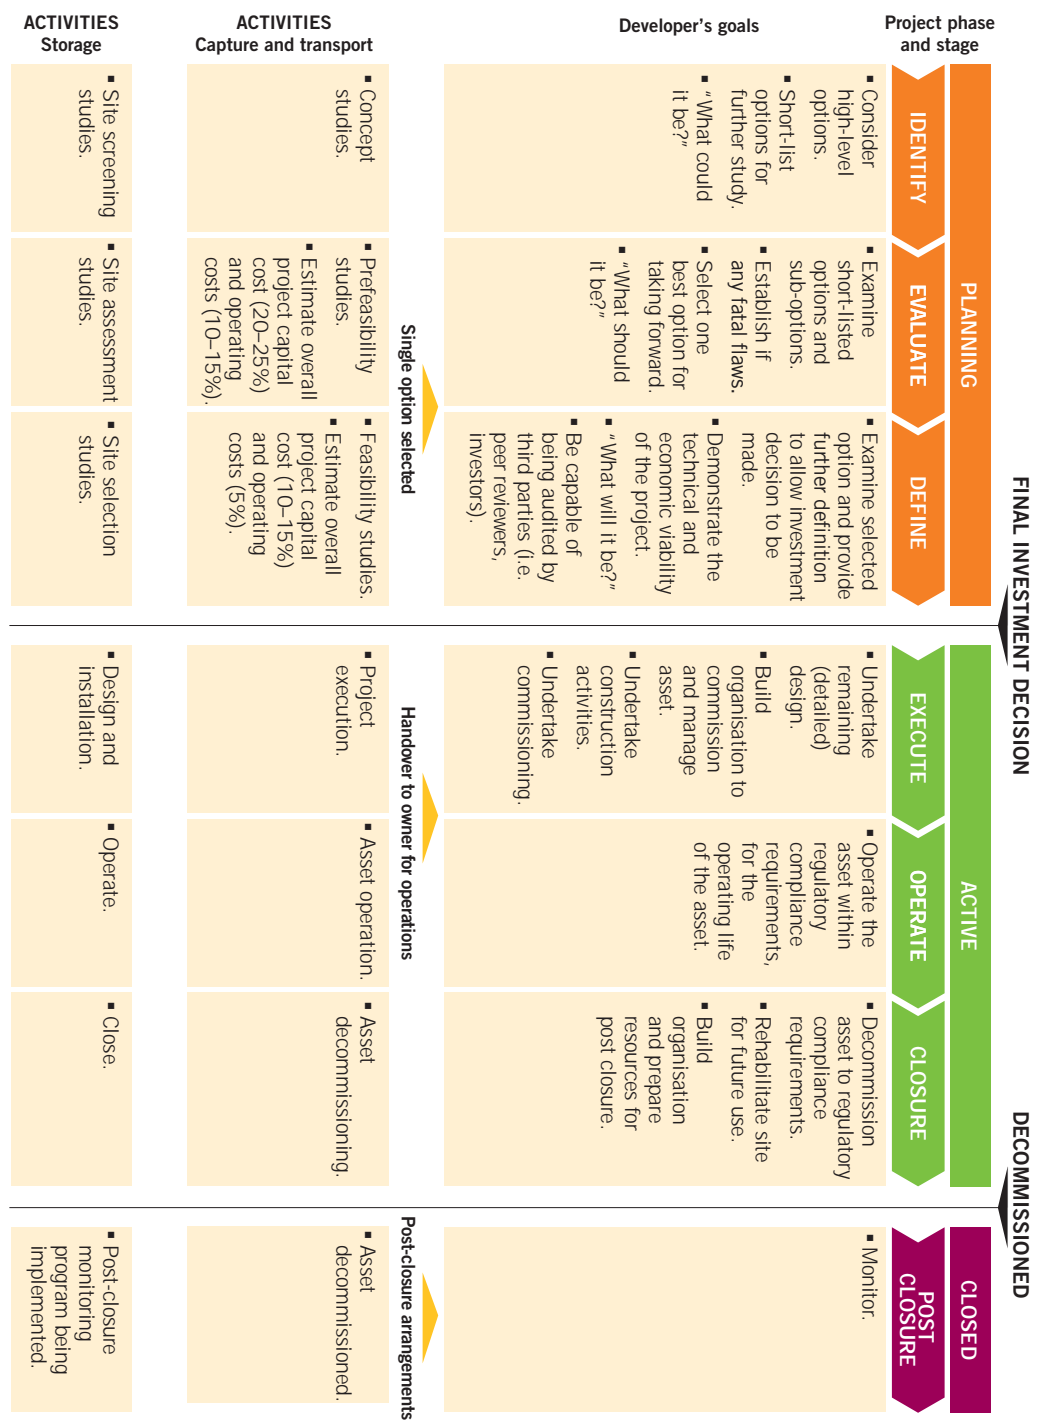 FINAL INVESTMENT DECISION
DECOMMISSIONED
Project phase
and stage
PLANNING
ACTIVE
CLOSED
IDENTIFY
EVALUATE
DEFINE
EXECUTE
OPERATE
CLOSURE
POST
CLOSURE
Developer’s goals
▪ Consider
high-level
options.
▪ Short-list
options for
further study.
▪ “What could
it be?”
▪ Examine
short-listed
options and
sub-options.
▪ Establish if
any fatal flaws.
▪ Select one
best option for
taking forward.
▪ “What should
it be?”
▪ Examine selected
option and provide
further definition
to allow investment
decision to be
made.
▪ Demonstrate the
technical and
economic viability
of the project.
▪ “What will it be?”
▪ Be capable of
being audited by
third parties (i.e.
peer reviewers,
investors).
▪ Undertake
remaining
(detailed)
design.
▪ Build
organisation to
commission
and manage
asset.
▪ Undertake
construction
activities.
▪ Undertake
commissioning.
▪ Operate the
asset within
regulatory
compliance
requirements,
for the
operating life
of the asset.
▪ Decommission
asset to regulatory
compliance
requirements.
▪ Rehabilitate site
for future use.
▪ Build
organisation
and prepare
resources for
post closure.
▪ Monitor.
Single option selected
Handover to owner for operations
Post-closure arrangements
ACTIVITIES
Capture and transport
▪ Concept
studies.
▪ Prefeasibility
studies.
▪ Estimate overall
project capital
cost (20–25%)
and operating
costs (10–15%).
▪ Feasibility studies.
▪ Estimate overall
project capital
cost (10–15%)
and operating
costs (5%).
▪ Project
execution.
▪ Asset operation.
▪ Asset
decommissioning.
▪ Asset
decommissioned.
ACTIVITIES
Storage
▪ Site screening
studies.
▪ Site assessment
studies.
▪ Site selection
studies.
▪ Design and
installation.
▪ Operate.
▪ Close.
▪ Post-closure
monitoring
program being
implemented.